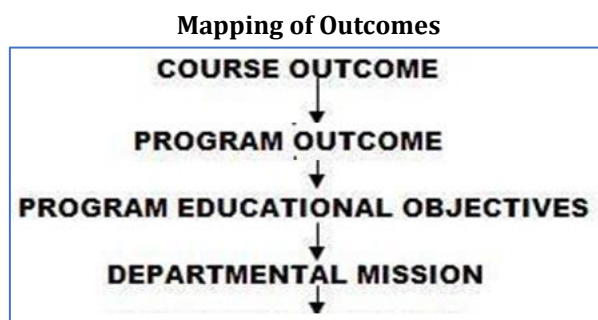 Mapping of Outcomes
COURSE OUTCOME
PROGRAM OUTCOME
PROGRAM EDUCATIONAL OBJECTIVES
DEPARTMENTAL MISSION